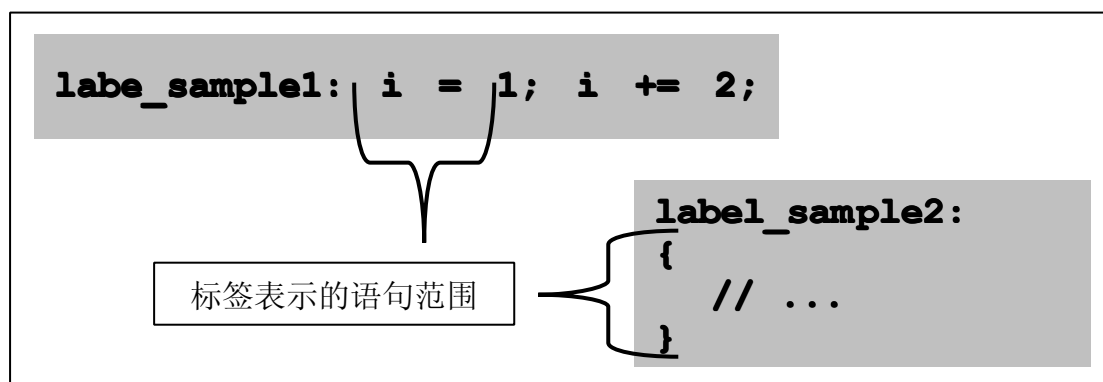 labe_sample1: i = 1; i += 2;
label_sample2:
{
// ...
}
标签表示的语句范围